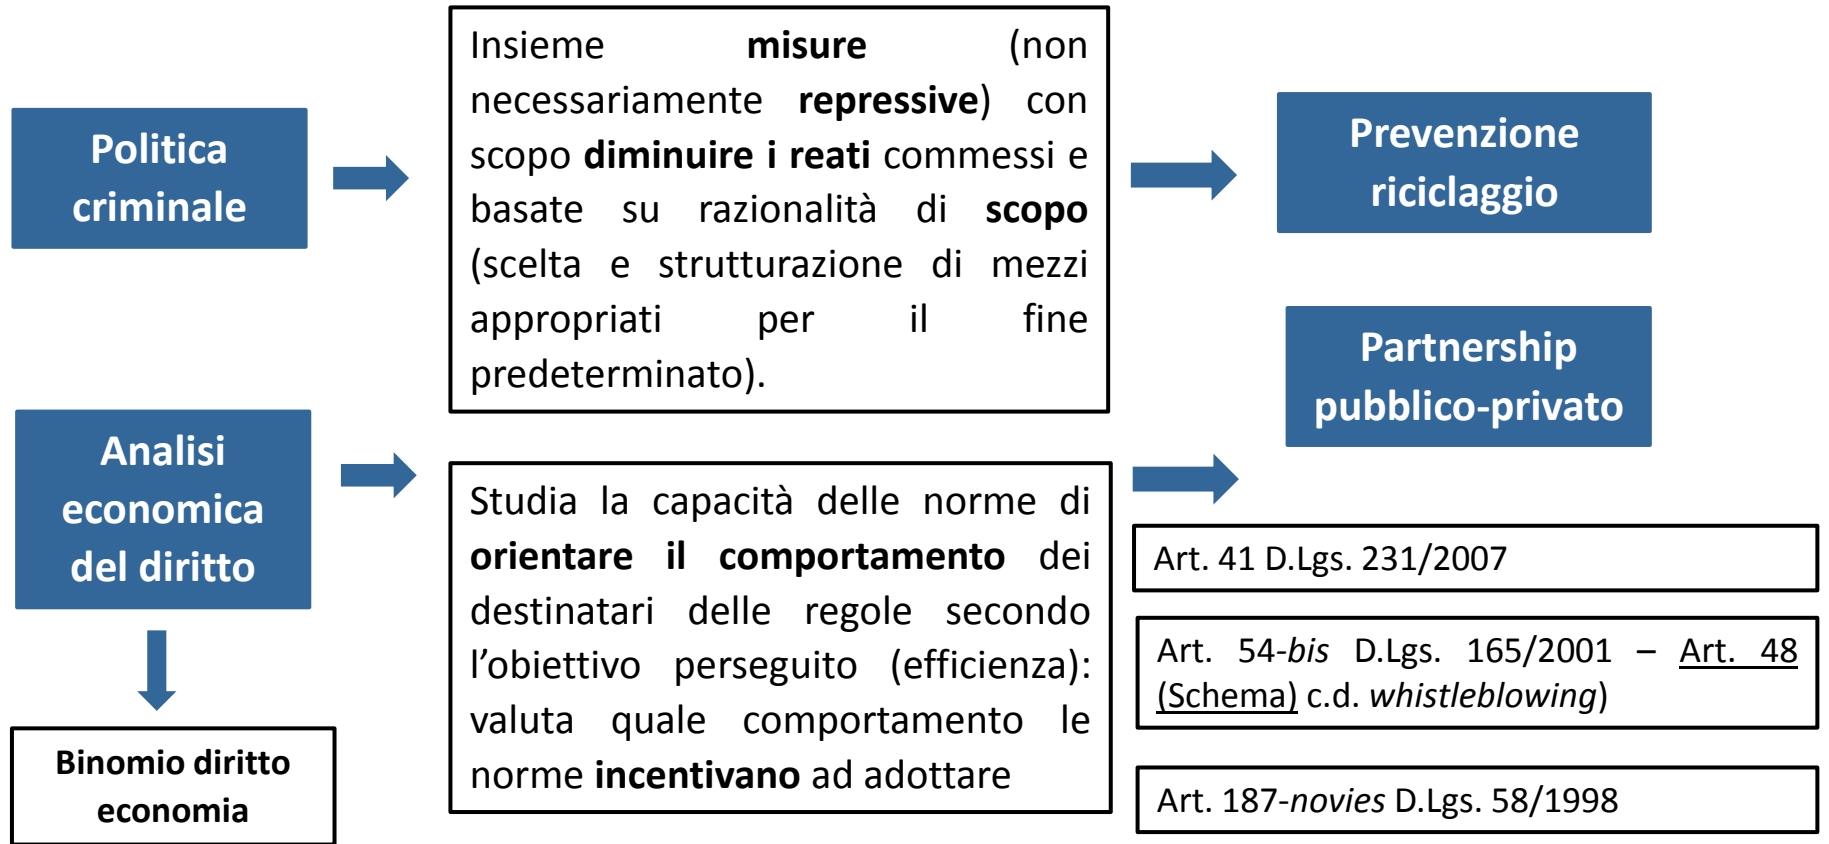 Politica
criminale
Insieme misure (non
necessariamente repressive) con
scopo diminuire i reati commessi e
basate su razionalità di scopo
(scelta e strutturazione di mezzi
appropriati per il fine
predeterminato).
Prevenzione
riciclaggio
Partnership
pubblico-privato
Analisi
economica
del diritto
Studia la capacità delle norme di
orientare il comportamento dei
destinatari delle regole secondo
l’obiettivo perseguito (efficienza):
valuta quale comportamento le
norme incentivano ad adottare
Art. 41 D.Lgs. 231/2007
Art. 54-bis D.Lgs. 165/2001 – Art. 48
(Schema) c.d. whistleblowing)
Art. 187-novies D.Lgs. 58/1998
Binomio diritto
economia